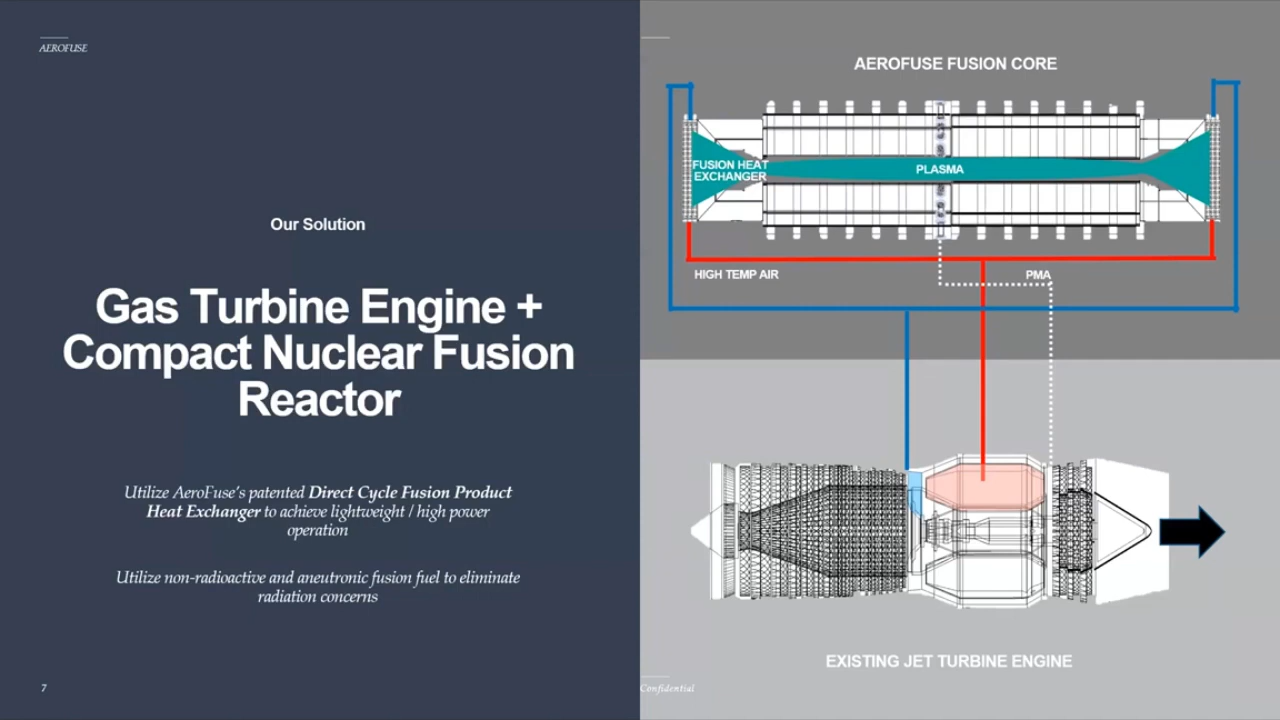 AEROFUSE
Our Solution
Gas Turbine Engine +
Compact Nuclear Fusion
Reactor
Utilize AeroFuse's patented Direct Cycle Fusion Product
Heat Exchanger to achieve lightweight / high power
operation
Utilize non-radioactive and aneutronic fusion fuel to eliminate
radiation concerns
7
AEROFUSE FUSION CORE
FUSION HEAT
EXCHANGER
PLASMA
HIGH TEMP AIR
PMA
EXISTING JET TURBINE ENGINE
Confidential